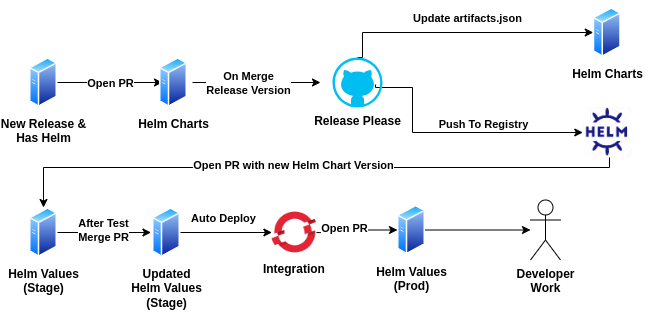 Update artifacts.json
Helm Charts
Open PR
On Merge
Release Version
New Release &
Has Helm
Helm Charts
Release Please
Push To Registry
HELM
Open PR with new Helm Chart Version
After Test
Merge PR
Auto Deploy
Open PR
Helm Values
(Stage)
Updated
Helm Values
(Stage)
Integration
Helm Values
(Prod)
Developer
Work